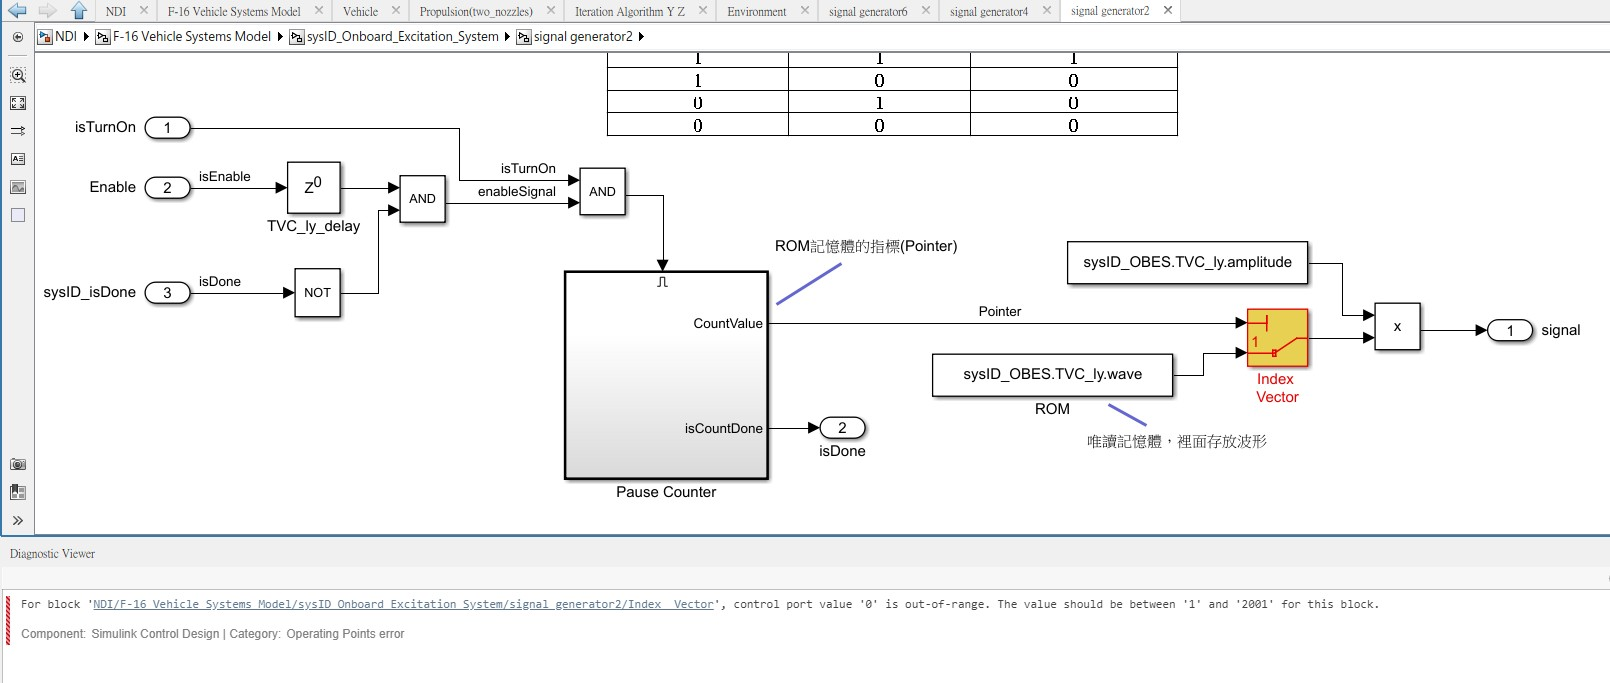 NDI
F-16 Vehicle Systems Model
Vehicle
Propulsion(two_nozzles)
Iteration Algorithm Y Z
Environment
signal generator6
signal generator4
signal generator2
NDI
F-16 Vehicle Systems Model
sysID_Onboard_Excitation_System
signal generator2
1 1 1
1 0 0
0 1 0
0 0 0
isTurnOn
1
Enable
2
isEnable
Z0
TVC_ly_delay
AND
isTurnOn
enableSignal
AND
sysID_isDone
3
isDone
NOT
ROM記憶體的指標(Pointer)
CountValue
isCountDone
Pause Counter
2
isDone
Pointer
sysID_OBES.TVC_ly.amplitude
sysID_OBES.TVC_ly.wave
ROM
唯讀記憶體，裡面存放波形
1
Index
Vector
x
1
signal
Diagnostic Viewer
For block 'NDI/F-16 Vehicle Systems Model/sysID Onboard Excitation System/signal generator2/Index  Vector', control port value '0' is out-of-range. The value should be between '1' and '2001' for this block.
Component: Simulink Control Design | Category: Operating Points error